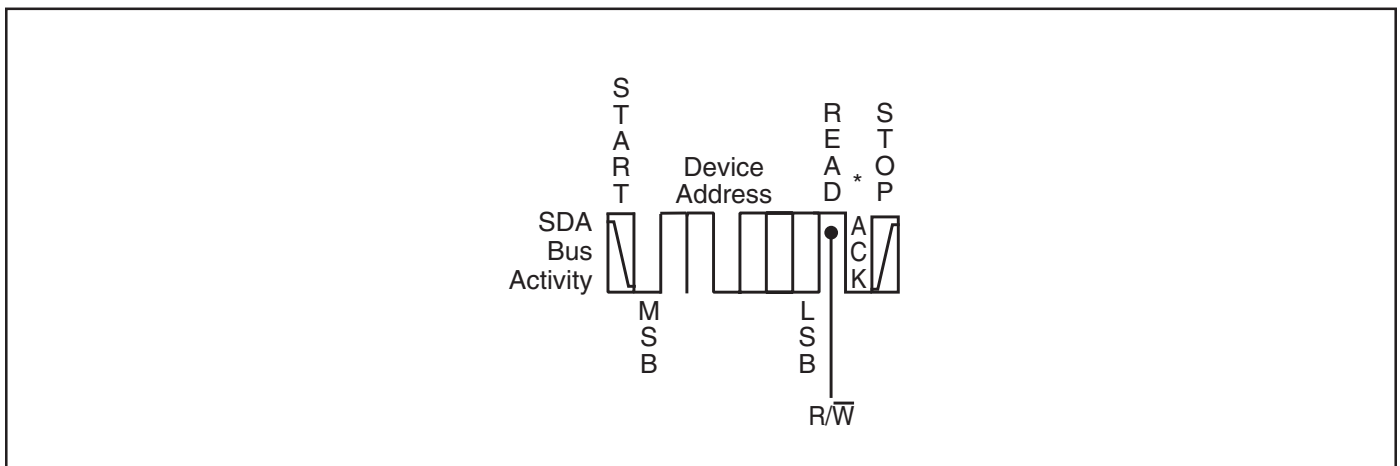 START
READ
*
STOP
Device
Address
SDA
Bus
Activity
ACK
MSB
LSB
R/W̅